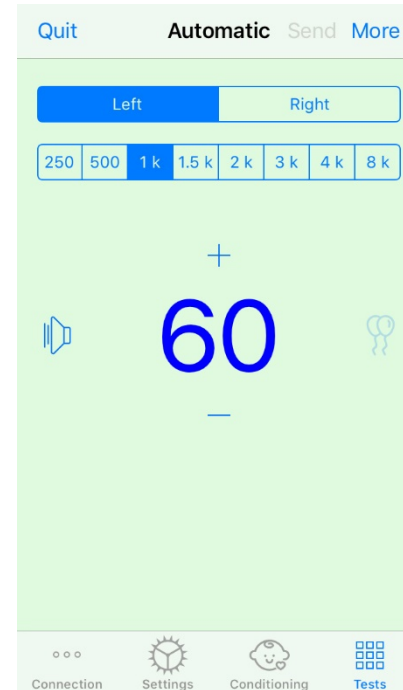 Quit Automatic Send More
Left Right
250 500 1 k 1.5 k 2 k 3 k 4 k 8 k
+
60
−
Connection Settings Conditioning Tests